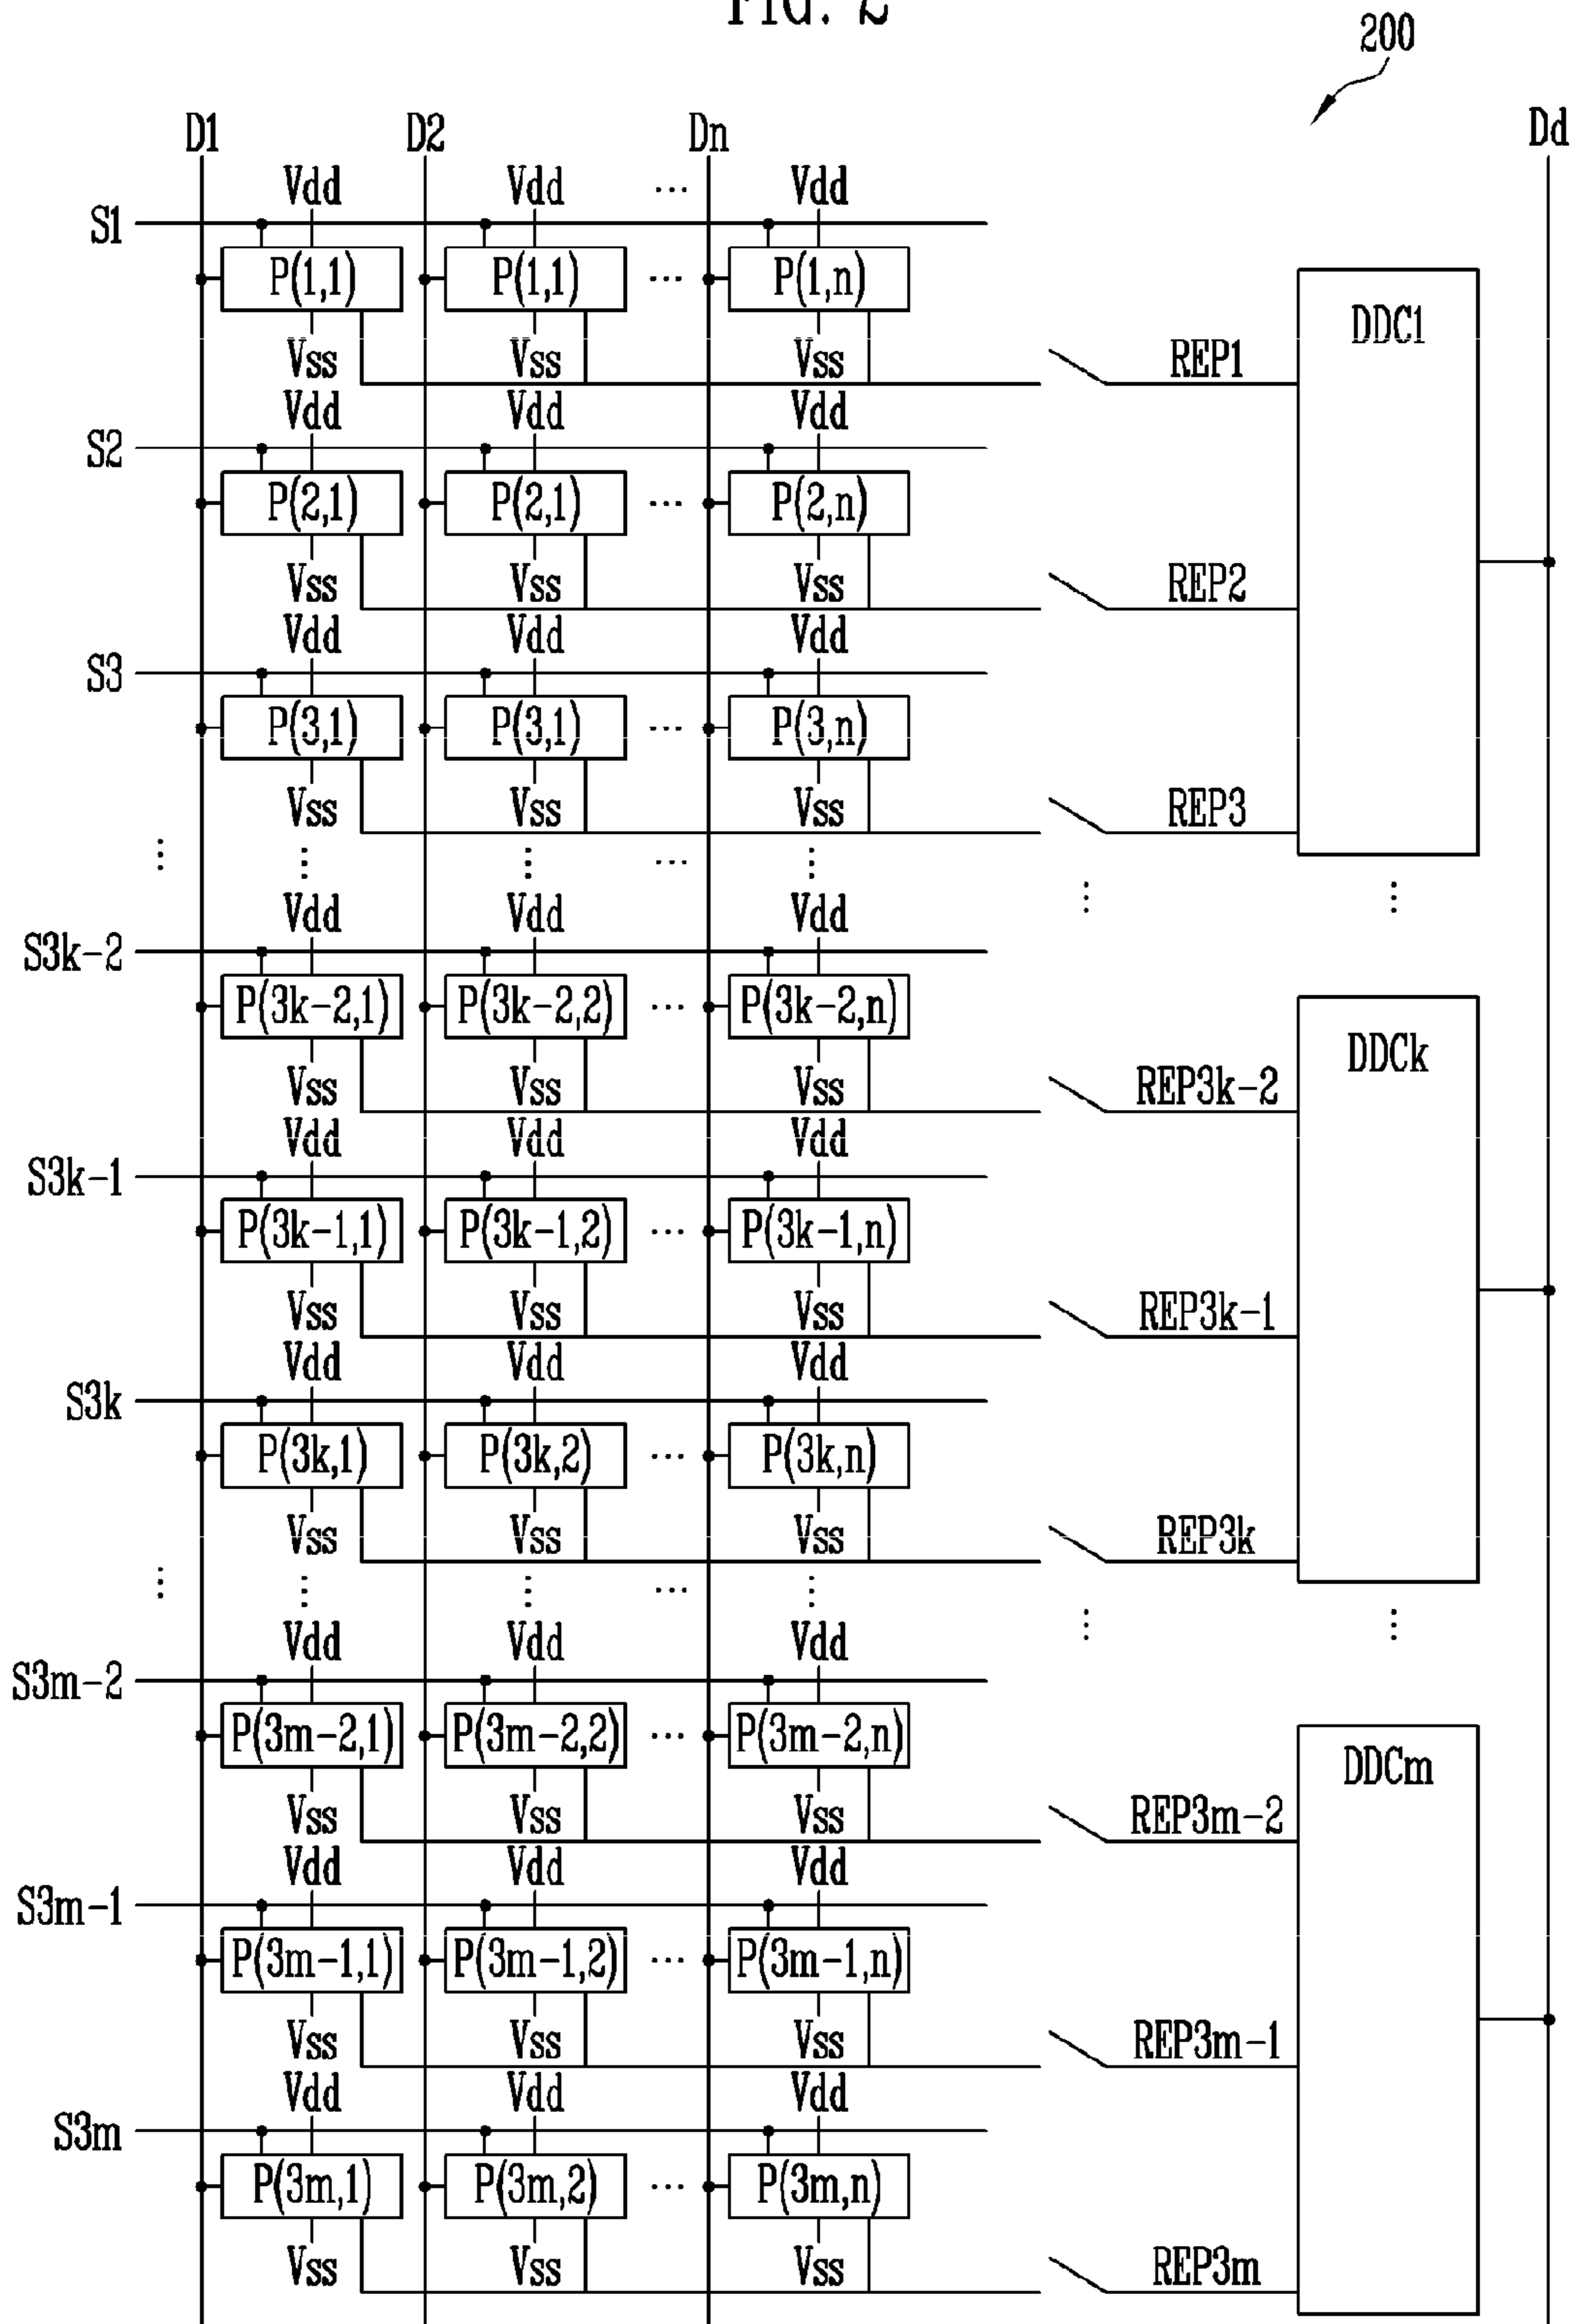 FIG. 2
200
D1 D2 Dn Dd
Vdd Vdd ... Vdd
S1
P(1,1) P(1,1) ... P(1,n)
DDC1
Vss Vss Vss REP1
Vdd Vdd Vdd
S2
P(2,1) P(2,1) ... P(2,n)
Vss Vss Vss REP2
Vdd Vdd Vdd
S3
P(3,1) P(3,1) ... P(3,n)
Vss Vss Vss REP3
⋮ ⋮ ⋮ ... ⋮ ⋮ ⋮
Vdd Vdd Vdd
S3k-2
P(3k-2,1) P(3k-2,2) ... P(3k-2,n)
DDCk
Vss Vss Vss REP3k-2
Vdd Vdd Vdd
S3k-1
P(3k-1,1) P(3k-1,2) ... P(3k-1,n)
Vss Vss Vss REP3k-1
Vdd Vdd Vdd
S3k
P(3k,1) P(3k,2) ... P(3k,n)
Vss Vss Vss REP3k
⋮ ⋮ ⋮ ... ⋮ ⋮ ⋮
Vdd Vdd Vdd
S3m-2
P(3m-2,1) P(3m-2,2) ... P(3m-2,n)
DDCm
Vss Vss Vss REP3m-2
Vdd Vdd Vdd
S3m-1
P(3m-1,1) P(3m-1,2) ... P(3m-1,n)
Vss Vss Vss REP3m-1
Vdd Vdd Vdd
S3m
P(3m,1) P(3m,2) ... P(3m,n)
Vss Vss Vss REP3m